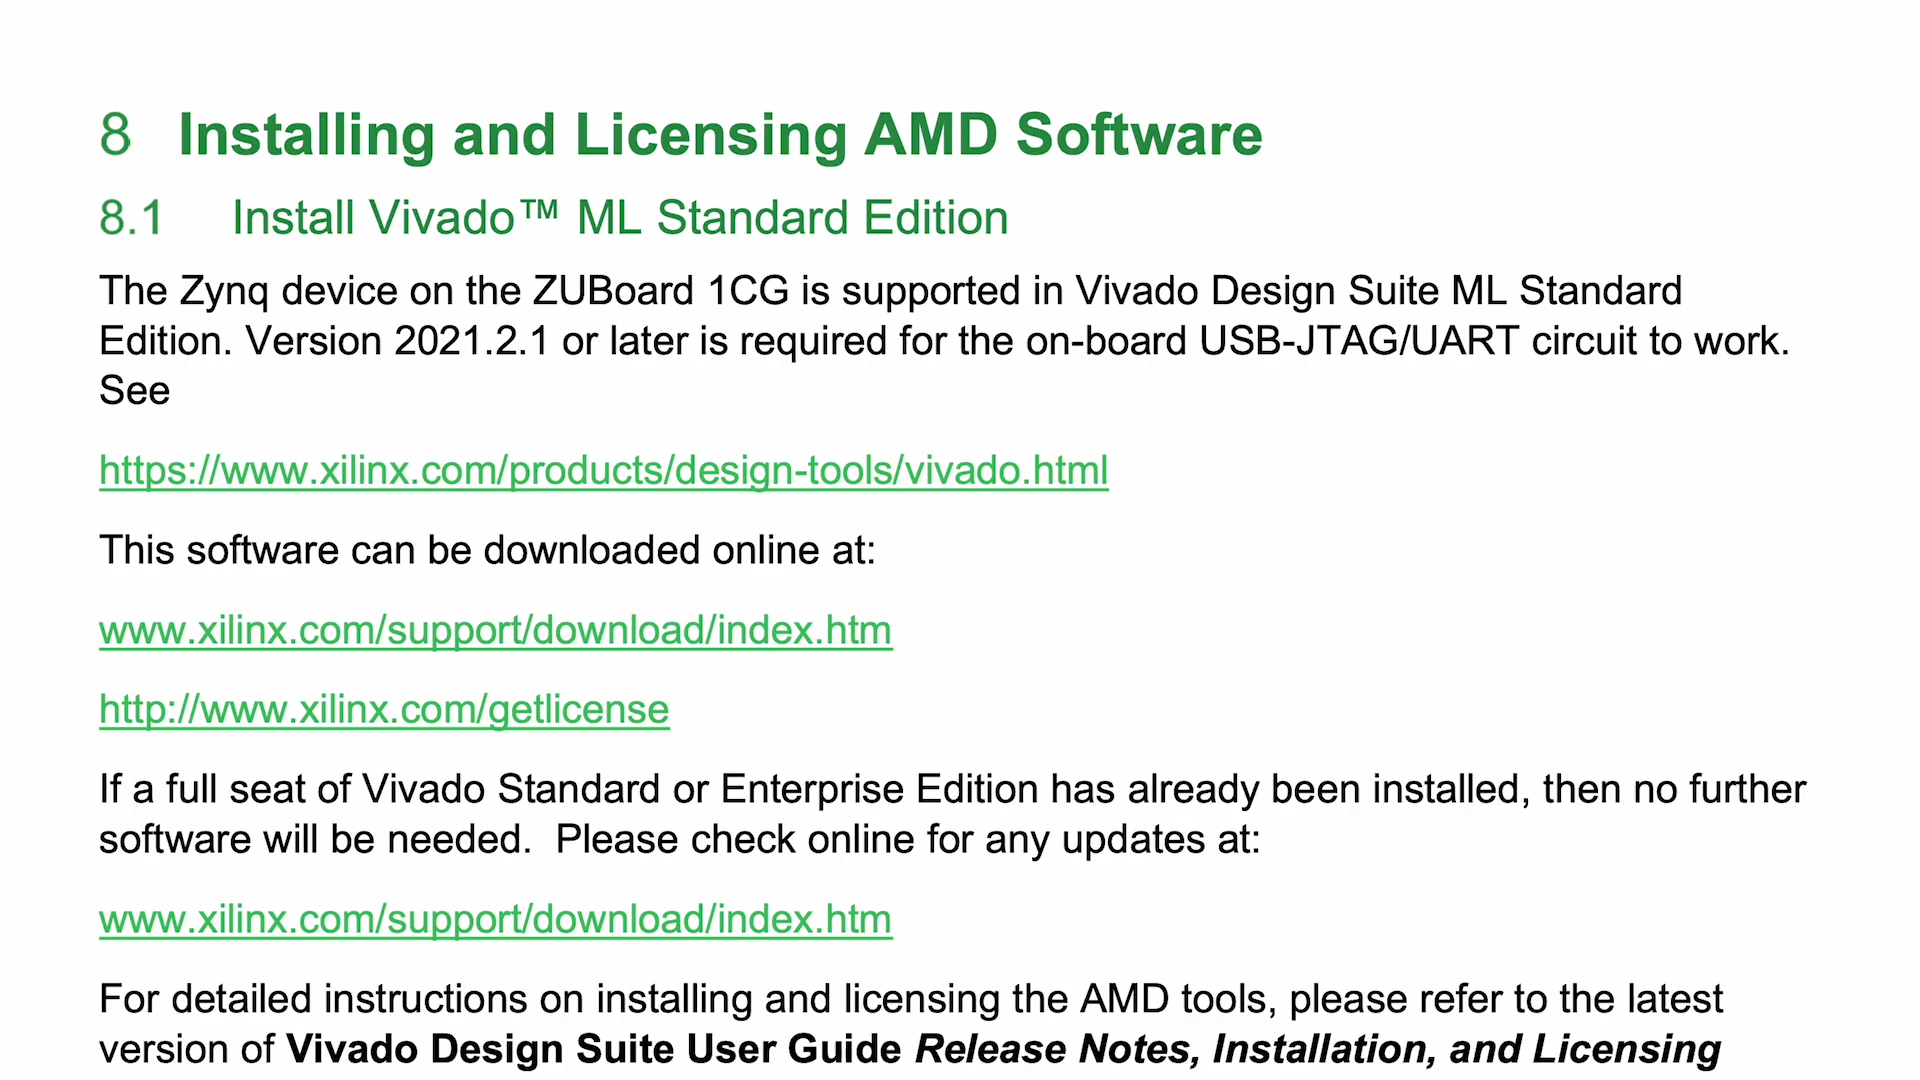 8 Installing and Licensing AMD Software
8.1 Install Vivado™ ML Standard Edition
The Zynq device on the ZUBoard 1CG is supported in Vivado Design Suite ML Standard
Edition. Version 2021.2.1 or later is required for the on-board USB-JTAG/UART circuit to work.
See
https://www.xilinx.com/products/design-tools/vivado.html
This software can be downloaded online at:
www.xilinx.com/support/download/index.htm
http://www.xilinx.com/getlicense
If a full seat of Vivado Standard or Enterprise Edition has already been installed, then no further
software will be needed.  Please check online for any updates at:
www.xilinx.com/support/download/index.htm
For detailed instructions on installing and licensing the AMD tools, please refer to the latest
version of Vivado Design Suite User Guide Release Notes, Installation, and Licensing